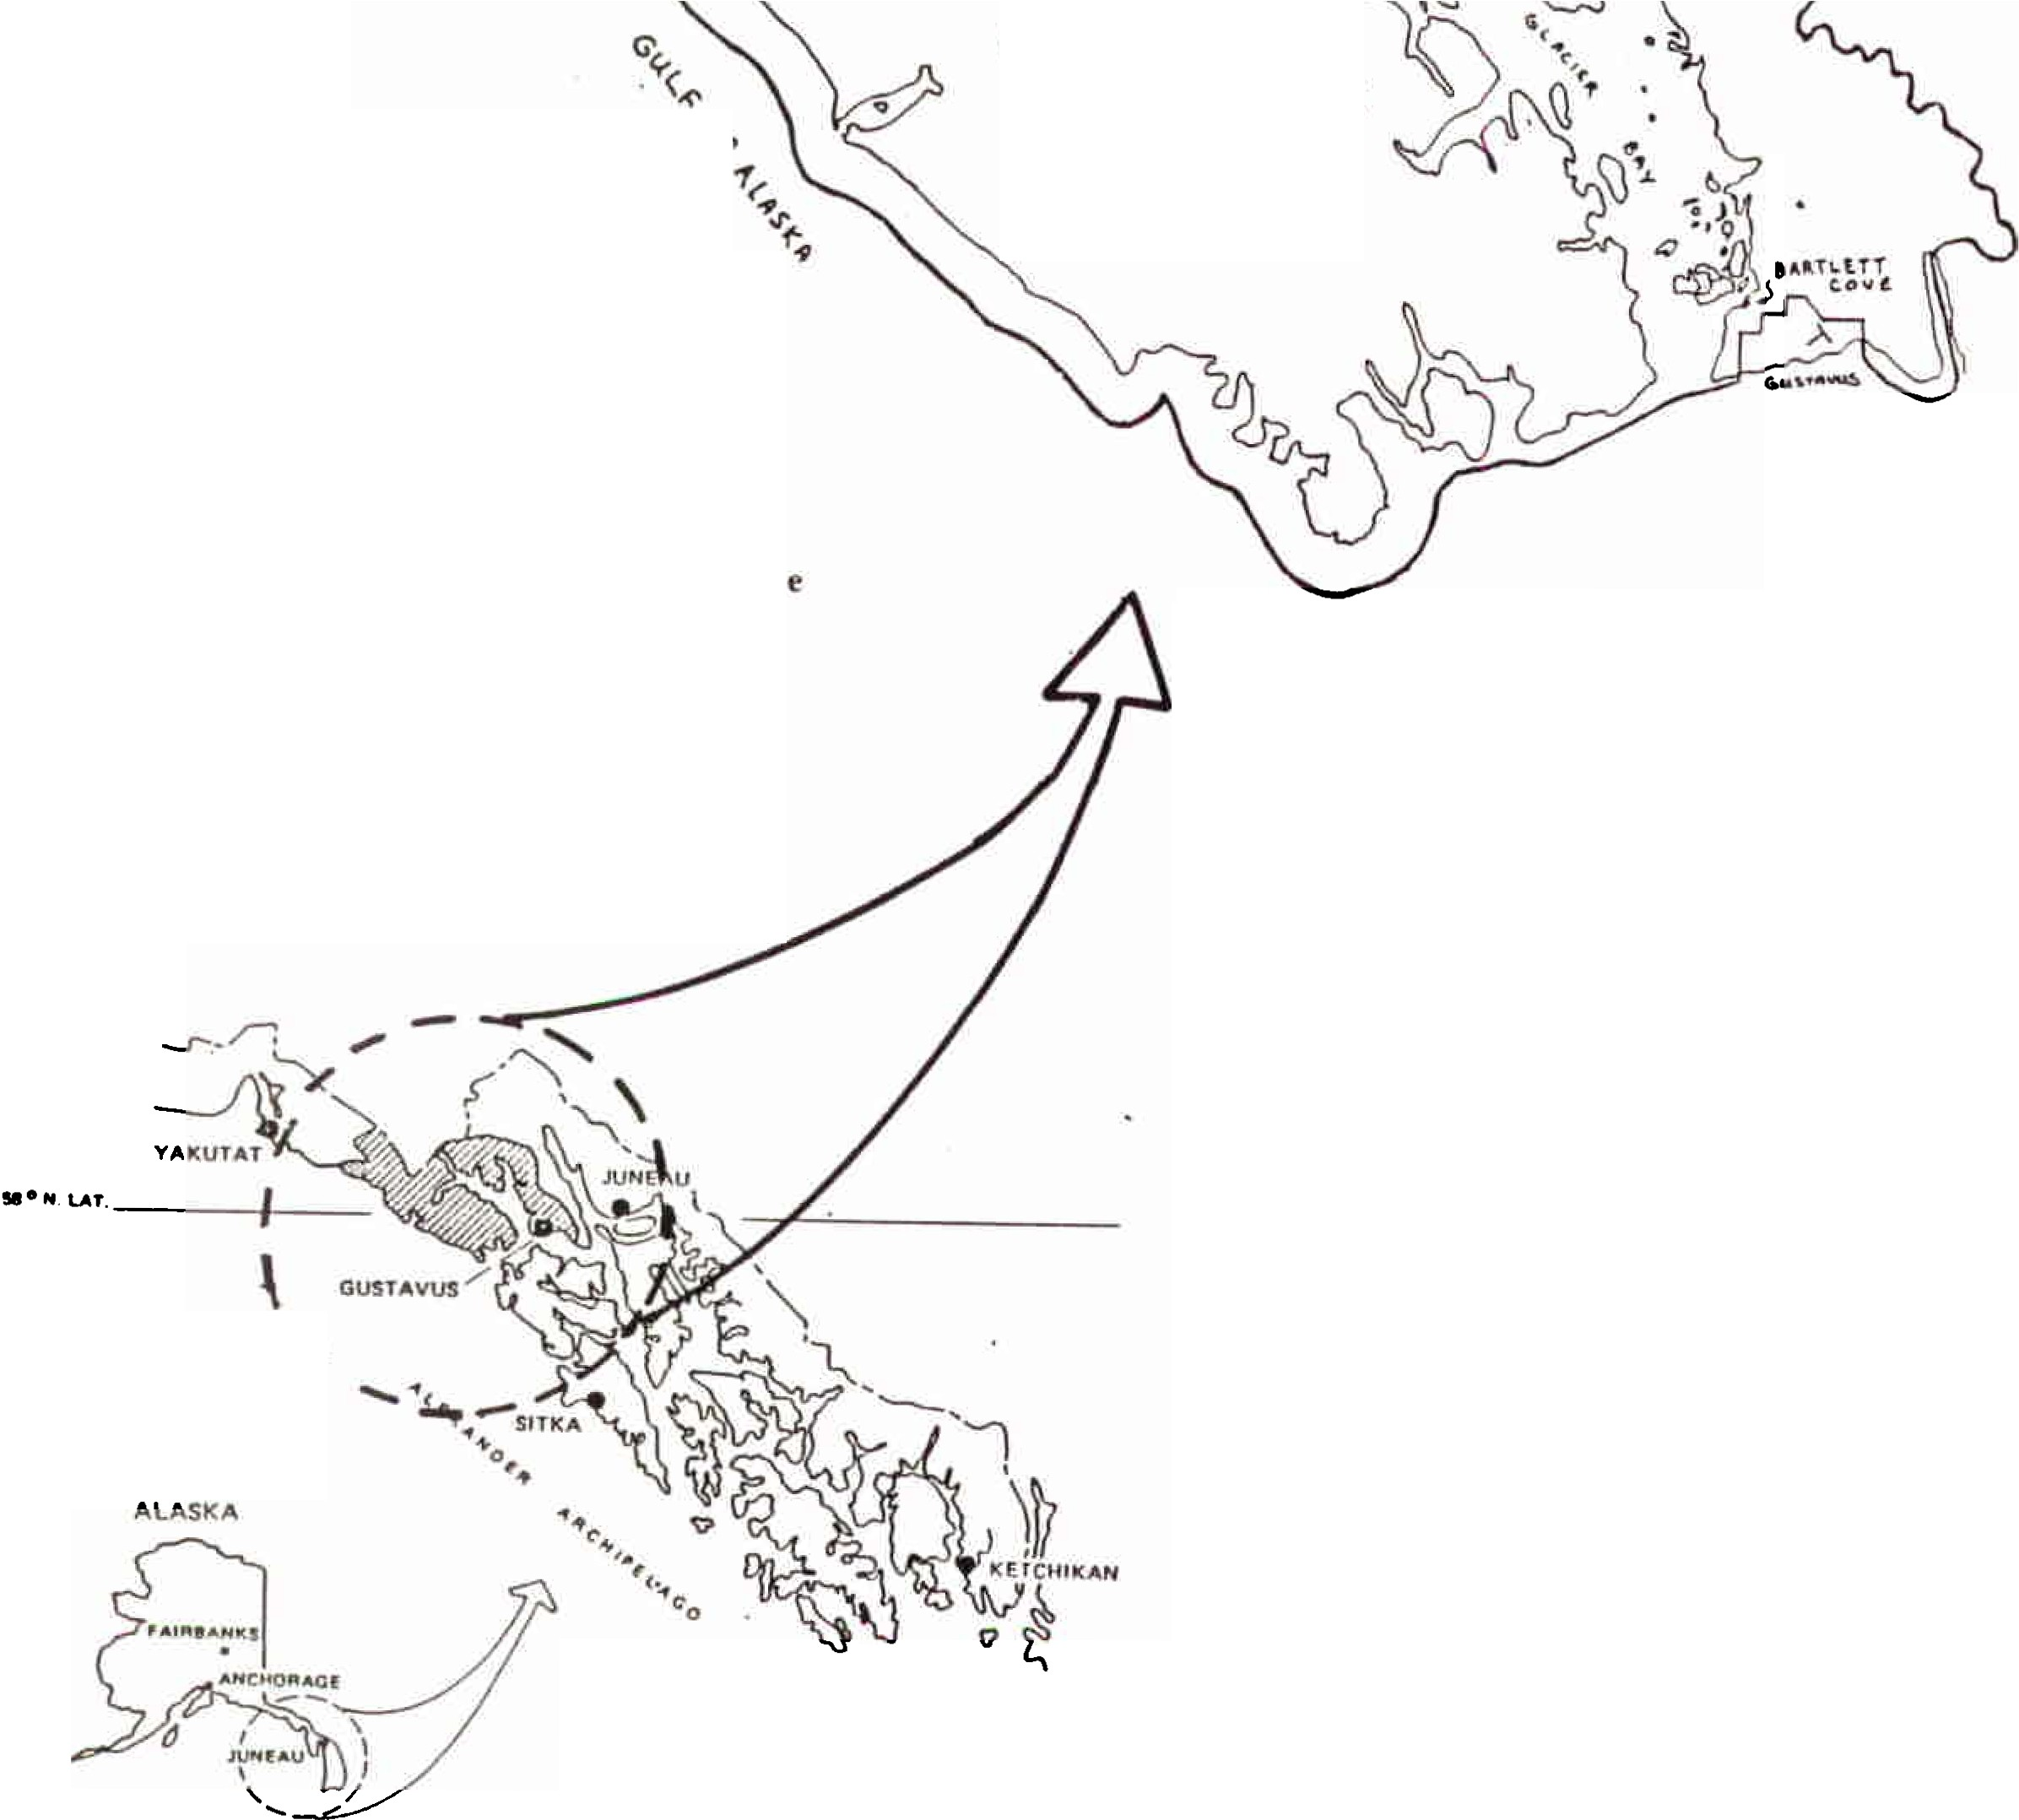 GLACIER
BAY
GULF
ALASKA
BARTLETT
COVE
GUSTAVUS
e
YAKUTAT
JUNEAU
58° N. LAT.
GUSTAVUS
SITKA
ALEXANDER ARCHIPELAGO
KETCHIKAN
ALASKA
FAIRBANKS
ANCHORAGE
JUNEAU